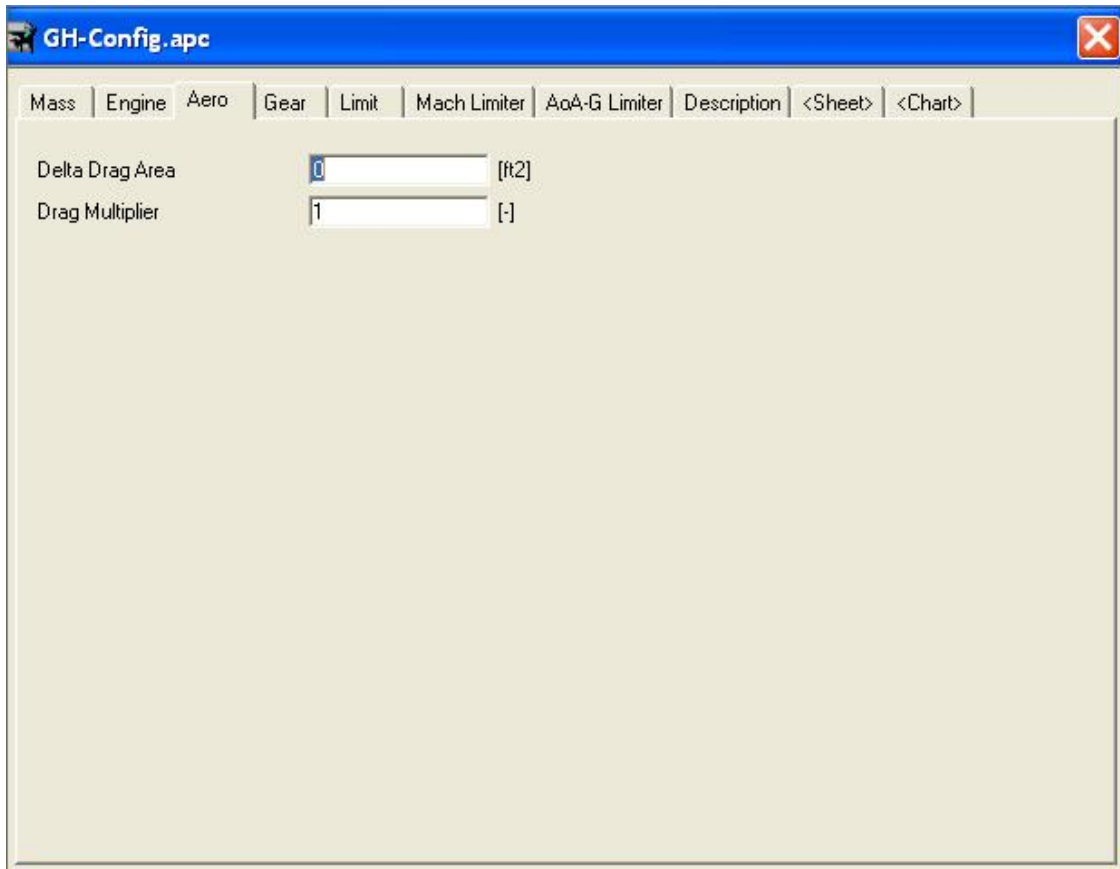 GH-Config.apc
Mass Engine Aero Gear Limit Mach Limiter AoA-G Limiter Description <Sheet> <Chart>
Delta Drag Area 0 [ft2]
Drag Multiplier 1 [-]